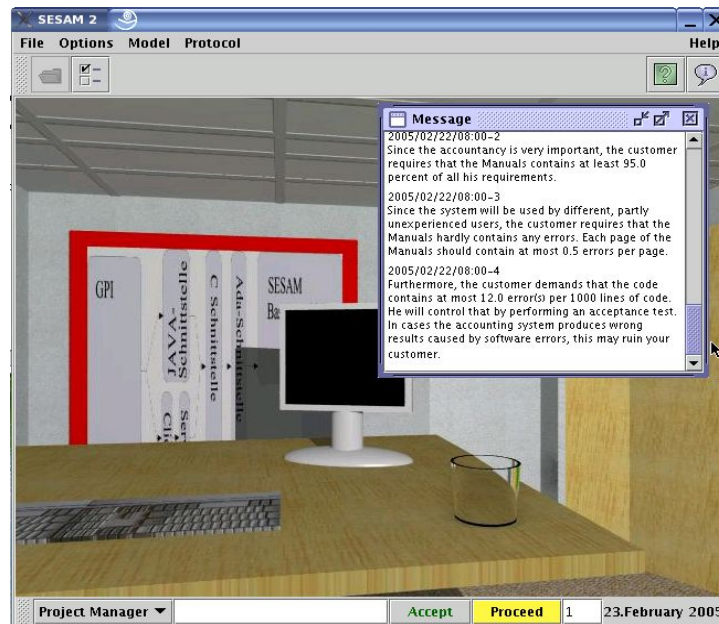 SESAM 2
File Options Model Protocol Help
Message
2005/02/22/08:00-2
Since the accountancy is very important, the customer
requires that the Manuals contains at least 95.0
percent of all his requirements.
2005/02/22/08:00-3
Since the system will be used by different, partly
unexperienced users, the customer requires that the
Manuals hardly contains any errors. Each page of the
Manuals should contain at most 0.5 errors per page.
2005/02/22/08:00-4
Furthermore, the customer demands that the code
contains at most 12.0 error(s) per 1000 lines of code.
He will control that by performing an acceptance test.
In cases the accounting system produces wrong
results caused by software errors, this may ruin your
customer.
GPI
JAVA-
Schnittstelle
C Schnittstelle
Ada-Schnittstelle
SESAM
Project Manager Accept Proceed 1 23.February 2005